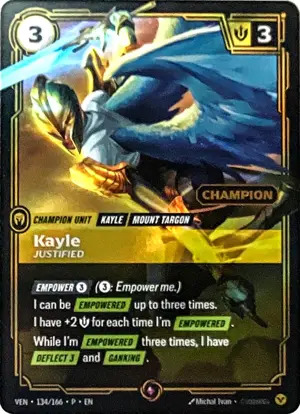 3
3
CHAMPION
CHAMPION UNIT KAYLE MOUNT TARGON
Kayle
JUSTIFIED
EMPOWER 3 (3: Empower me.)
I can be EMPOWERED up to three times.
I have +2 for each time I'm EMPOWERED.
While I'm EMPOWERED three times, I have
DEFLECT 3 and GANKING.
VEN • 134/166 • P • EN
Michal Ivan